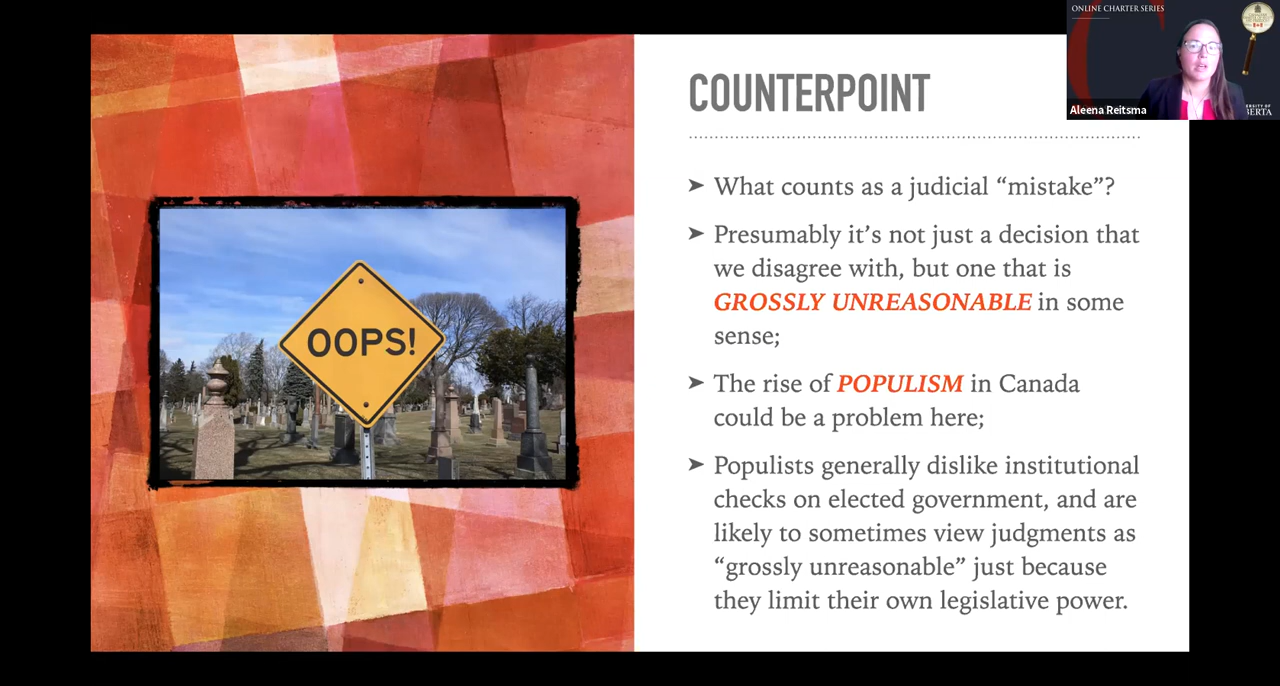 ONLINE CHARTER SERIES
Aleena Reitsma
COUNTERPOINT
➤ What counts as a judicial “mistake”?
➤ Presumably it’s not just a decision that
we disagree with, but one that is
GROSSLY UNREASONABLE in some
sense;
➤ The rise of POPULISM in Canada
could be a problem here;
➤ Populists generally dislike institutional
checks on elected government, and are
likely to sometimes view judgments as
“grossly unreasonable” just because
they limit their own legislative power.
OOPS!